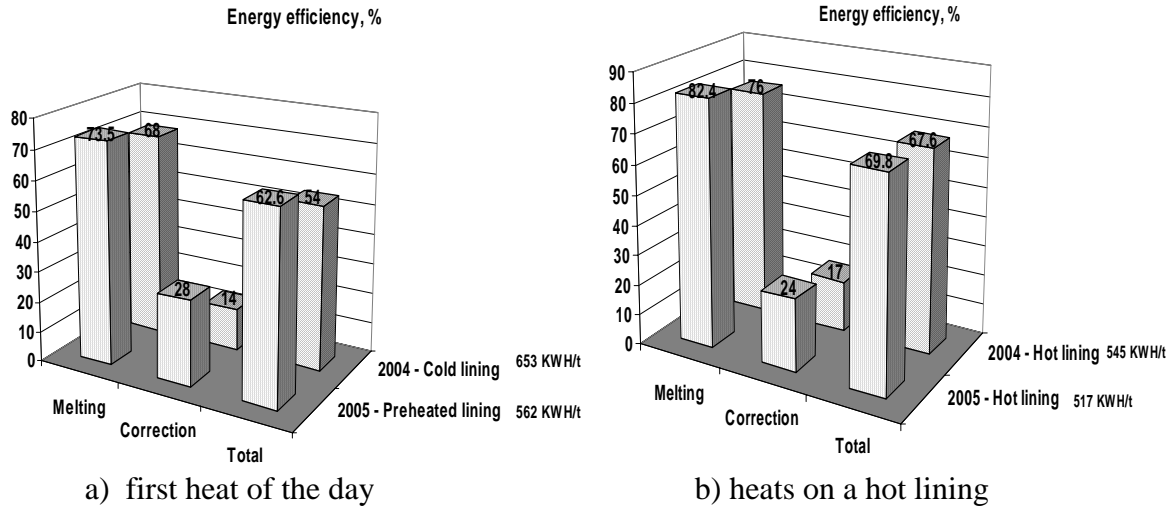 Energy efficiency, %
80
70
60
50
40
30
20
10
0
73.5
68
28
14
62.6
54
Melting
Correction
Total
2004 - Cold lining 653 KWH/t
2005 - Preheated lining 562 KWH/t
a) first heat of the day
Energy efficiency, %
90
80
70
60
50
40
30
20
10
0
82.4
76
24
17
69.8
67.6
Melting
Correction
Total
2004 - Hot lining 545 KWH/t
2005 - Hot lining 517 KWH/t
b) heats on a hot lining